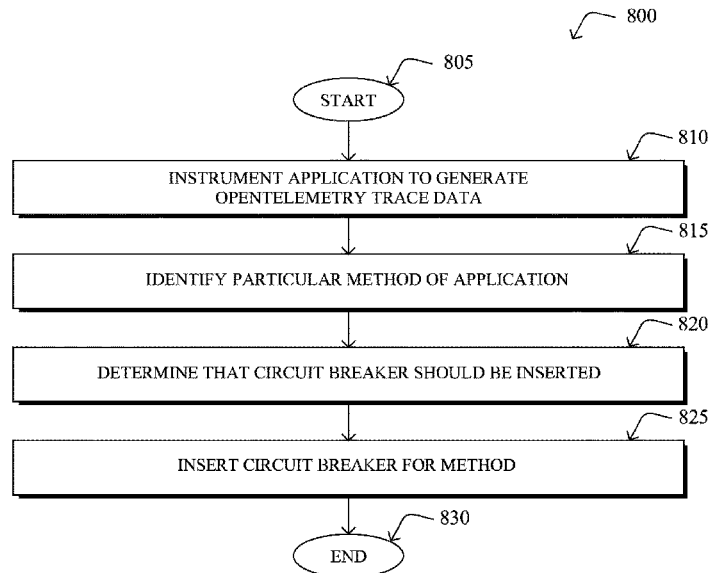 800
805
START
810
INSTRUMENT APPLICATION TO GENERATE
OPENTELEMETRY TRACE DATA
815
IDENTIFY PARTICULAR METHOD OF APPLICATION
820
DETERMINE THAT CIRCUIT BREAKER SHOULD BE INSERTED
825
INSERT CIRCUIT BREAKER FOR METHOD
830
END